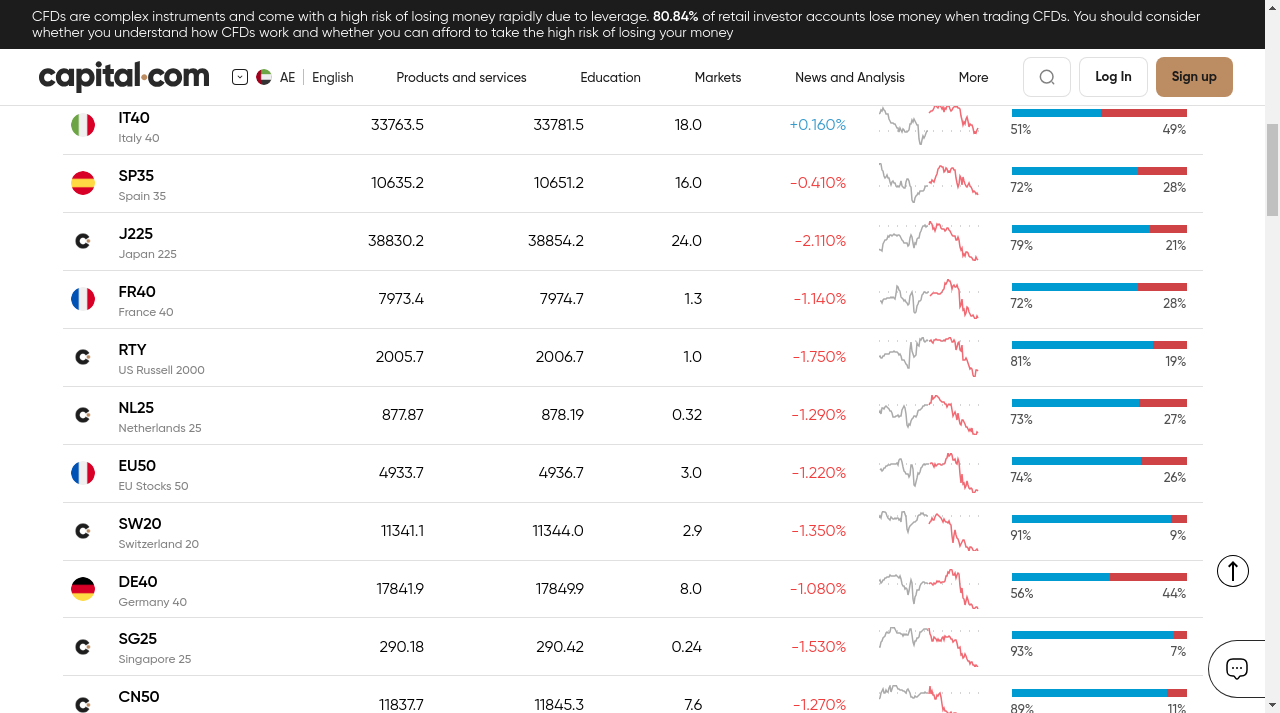 CFDs are complex instruments and come with a high risk of losing money rapidly due to leverage. 80.84% of retail investor accounts lose money when trading CFDs. You should consider
whether you understand how CFDs work and whether you can afford to take the high risk of losing your money
capital.com AE English Products and services Education Markets News and Analysis More Log In Sign up
IT40 33763.5 33781.5 18.0 +0.160%
Italy 40 51% 49%
SP35 10635.2 10651.2 16.0 -0.410%
Spain 35 72% 28%
J225 38830.2 38854.2 24.0 -2.110%
Japan 225 79% 21%
FR40 7973.4 7974.7 1.3 -1.140%
France 40 72% 28%
RTY 2005.7 2006.7 1.0 -1.750%
US Russell 2000 81% 19%
NL25 877.87 878.19 0.32 -1.290%
Netherlands 25 73% 27%
EU50 4933.7 4936.7 3.0 -1.220%
EU Stocks 50 74% 26%
SW20 11341.1 11344.0 2.9 -1.350%
Switzerland 20 91% 9%
DE40 17841.9 17849.9 8.0 -1.080%
Germany 40 56% 44%
SG25 290.18 290.42 0.24 -1.530%
Singapore 25 93% 7%
CN50 11837.7 11845.3 7.6 -1.270%
89% 11%